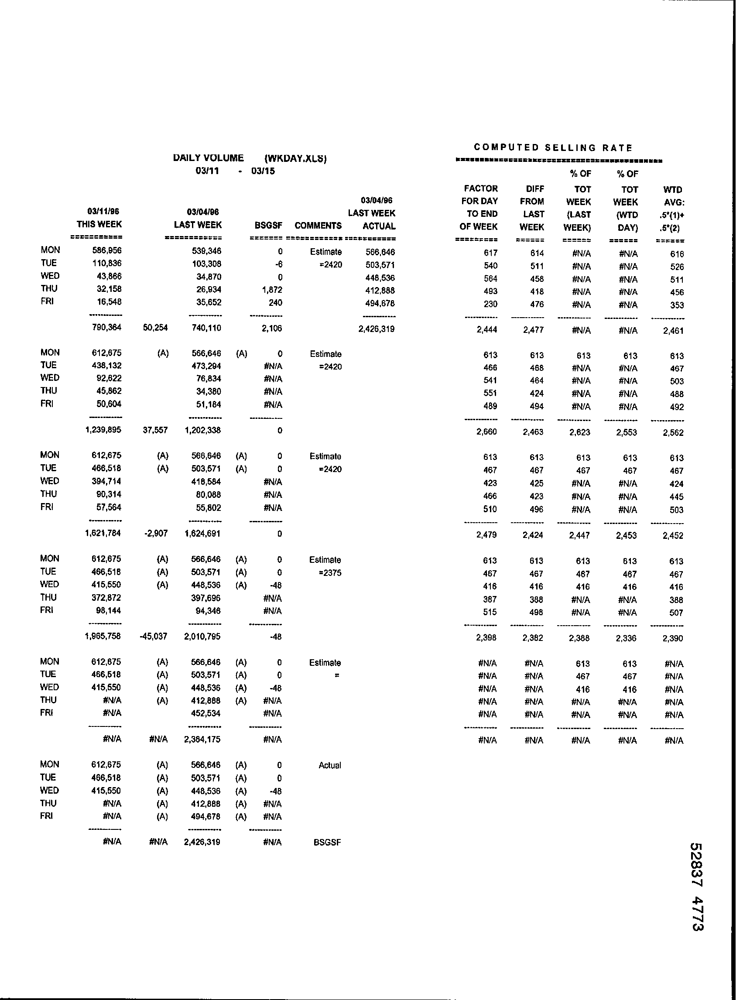 COMPUTED SELLING RATE
DAILY VOLUME (WKDAY.XLS)
03/11 - 03/15
% OF % OF
FACTOR DIFF TOT TOT WTD
03/04/96 FOR DAY FROM WEEK WEEK AVG:
03/11/96 03/04/96 LAST WEEK TO END LAST (LAST (WTD .5*(1)+
THIS WEEK LAST WEEK BSGSF COMMENTS ACTUAL OF WEEK WEEK WEEK) DAY) .5*(2)
MON 586,956 539,346 0 Estimate 566,646 617 614 #N/A #N/A 616
TUE 110,836 103,308 -6 =2420 503,571 540 511 #N/A #N/A 526
WED 43,866 34,870 0 448,536 564 458 #N/A #N/A 511
THU 32,158 26,934 1,872 412,888 493 418 #N/A #N/A 456
FRI 16,548 35,652 240 494,678 230 476 #N/A #N/A 353
790,364 50,254 740,110 2,106 2,426,319 2,444 2,477 #N/A #N/A 2,461
MON 612,675 (A) 566,646 (A) 0 Estimate 613 613 613 613 613
TUE 438,132 473,294 #N/A =2420 466 468 #N/A #N/A 467
WED 92,622 76,834 #N/A 541 464 #N/A #N/A 503
THU 45,862 34,380 #N/A 551 424 #N/A #N/A 488
FRI 50,604 51,184 #N/A 489 494 #N/A #N/A 492
1,239,895 37,557 1,202,338 0 2,660 2,463 2,623 2,553 2,562
MON 612,675 (A) 566,646 (A) 0 Estimate 613 613 613 613 613
TUE 466,518 (A) 503,571 (A) 0 =2420 467 467 467 467 467
WED 394,714 418,584 #N/A 423 425 #N/A #N/A 424
THU 90,314 80,088 #N/A 466 423 #N/A #N/A 445
FRI 57,564 55,802 #N/A 510 496 #N/A #N/A 503
1,621,784 -2,907 1,624,691 0 2,479 2,424 2,447 2,453 2,452
MON 612,675 (A) 566,646 (A) 0 Estimate 613 613 613 613 613
TUE 466,518 (A) 503,571 (A) 0 =2375 467 467 467 467 467
WED 415,550 (A) 448,536 (A) -48 416 416 416 416 416
THU 372,872 397,696 #N/A 387 388 #N/A #N/A 388
FRI 98,144 94,346 #N/A 515 498 #N/A #N/A 507
1,965,758 -45,037 2,010,795 -48 2,398 2,382 2,388 2,336 2,390
MON 612,675 (A) 566,646 (A) 0 Estimate #N/A #N/A 613 613 #N/A
TUE 466,518 (A) 503,571 (A) 0 = #N/A #N/A 467 467 #N/A
WED 415,550 (A) 448,536 (A) -48 #N/A #N/A 416 416 #N/A
THU #N/A (A) 412,888 (A) #N/A #N/A #N/A #N/A #N/A #N/A
FRI #N/A 452,534 #N/A #N/A #N/A #N/A #N/A #N/A
#N/A #N/A 2,384,175 #N/A #N/A #N/A #N/A #N/A #N/A
MON 612,675 (A) 566,646 (A) 0 Actual
TUE 466,518 (A) 503,571 (A) 0
WED 415,550 (A) 448,536 (A) -48
THU #N/A (A) 412,888 (A) #N/A
FRI #N/A (A) 494,678 (A) #N/A
#N/A #N/A 2,426,319 #N/A BSGSF
52837 4773